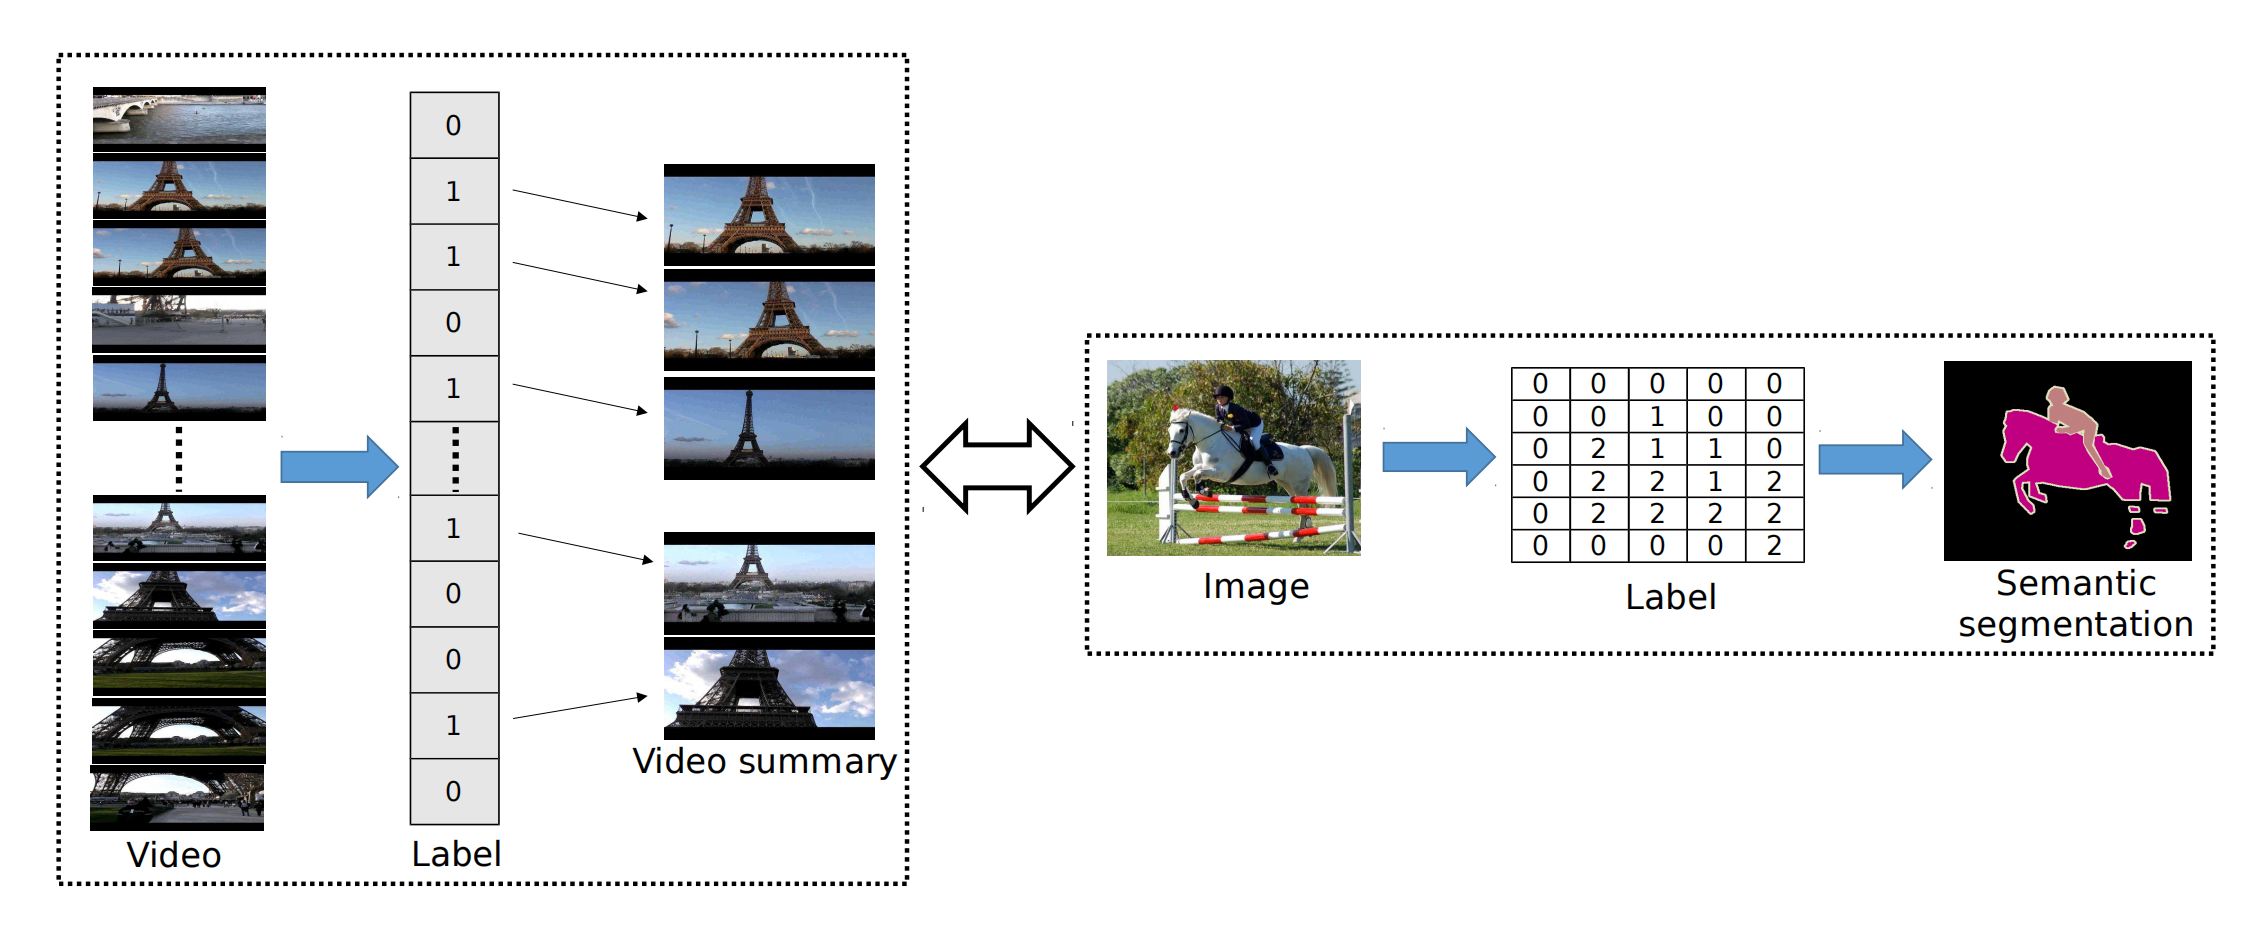 0
1
1
0
1
1
0
0
1
0
Video
Label
Video summary
0 0 0 0 0
0 0 1 0 0
0 2 1 1 0
0 2 2 1 2
0 2 2 2 2
0 0 0 0 2
Image
Label
Semantic
segmentation